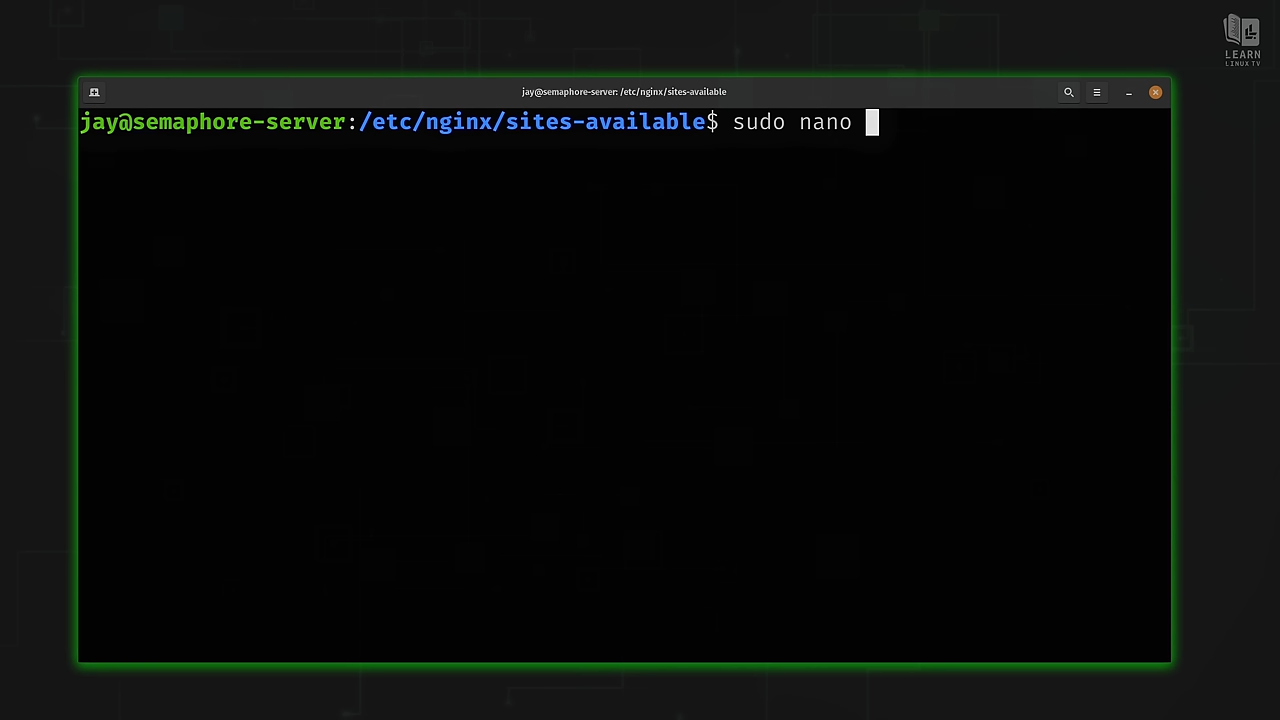 LEARN
LINUX TV
jay@semaphore-server: /etc/nginx/sites-available
jay@semaphore-server:/etc/nginx/sites-available$ sudo nano